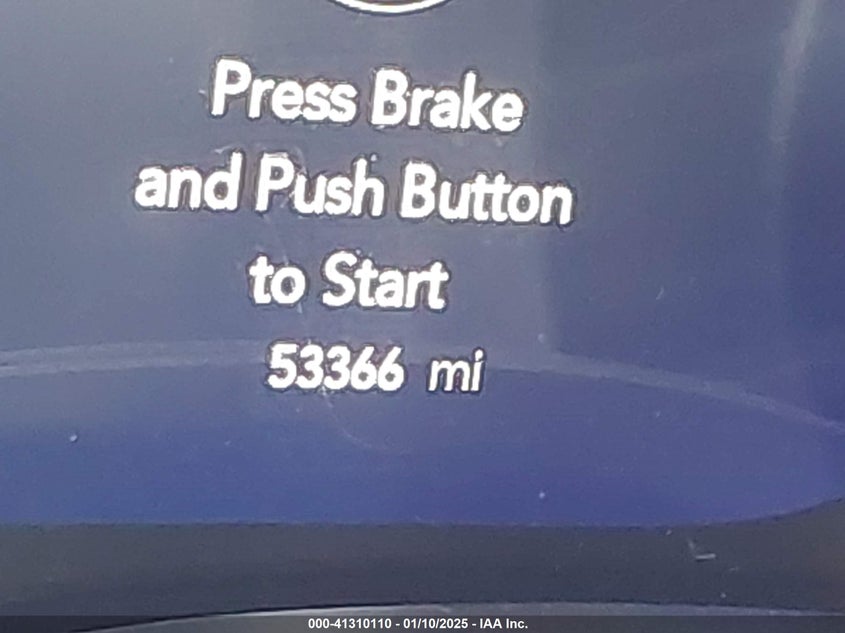 Press Brake
and Push Button
to Start
53366 mi
000-41310110 - 01/10/2025 - IAA Inc.